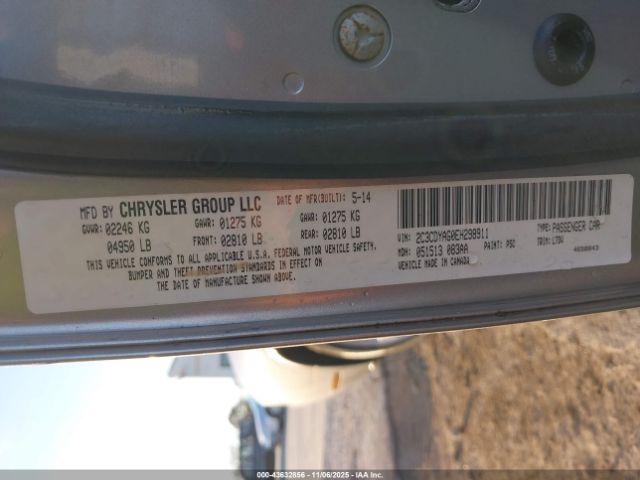 MFD BY CHRYSLER GROUP LLC
DATE OF MFR(BUILT): 5-14
GVWR: 02246 KG
GAWR: 01275 KG
GAWR: 01275 KG
04950 LB
FRONT: 02810 LB
REAR: 02810 LB
THIS VEHICLE CONFORMS TO ALL APPLICABLE U.S.A. FEDERAL MOTOR VEHICLE SAFETY,
BUMPER AND THEFT PREVENTION STANDARDS IN EFFECT ON
THE DATE OF MANUFACTURE SHOWN ABOVE.
VIN: 2C3CDYAG0EH298911
TYPE: PASSENGER CAR
MDH: 051513 083AA
PAINT: PSC
TRIM: LTDV
VEHICLE MADE IN CANADA
00-43632856 - 11/06/2025 - IAA